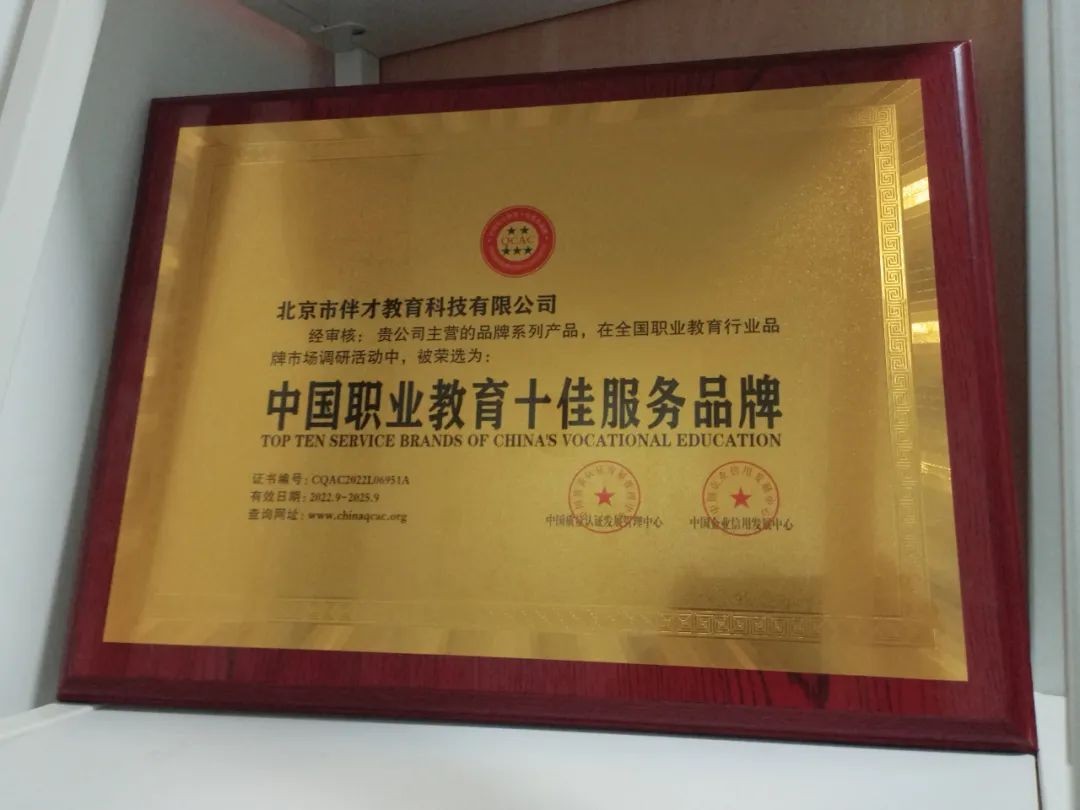 QCAC
北京市伴才教育科技有限公司
经审核：贵公司主营的品牌系列产品，在全国职业教育行业品
牌市场调研活动中，被荣选为：
中国职业教育十佳服务品牌
TOP TEN SERVICE BRANDS OF CHINA'S VOCATIONAL EDUCATION
证书编号：CQAC2022L06951A
有效日期：2022.9-2025.9
查询网址：www.chinaqcac.org
中国质量认证发展管理中心
中国企业信用发展中心